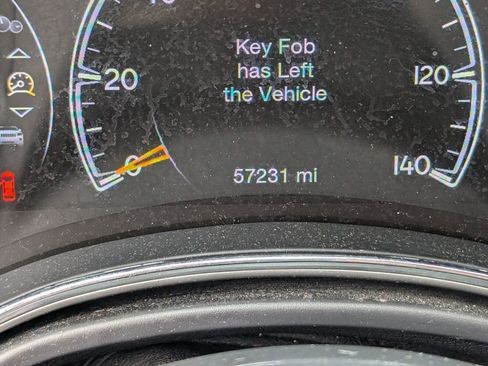 Key Fob
has Left
the Vehicle
20
120
0
57231 mi
140